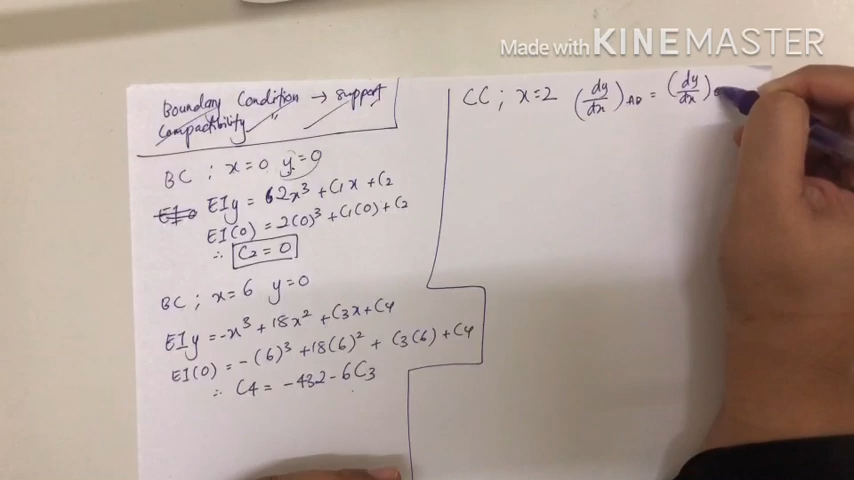 Made with KINEMASTER
Boundary Condition → support
Compactibility
BC ; x=0 y=0
EIy = 2x³ + C₁x + C₂
EI(0) = 2(0)³ + C₁(0) + C₂
∴ C₂ = 0
BC ; x=6 y=0
EIy = -x³ + 18x² + C₃x + C₄
EI(0) = -(6)³ + 18(6)² + C₃(6) + C₄
∴ C₄ = -432 - 6C₃
CC ; x=2 (dy/dx)AD = (dy/dx)